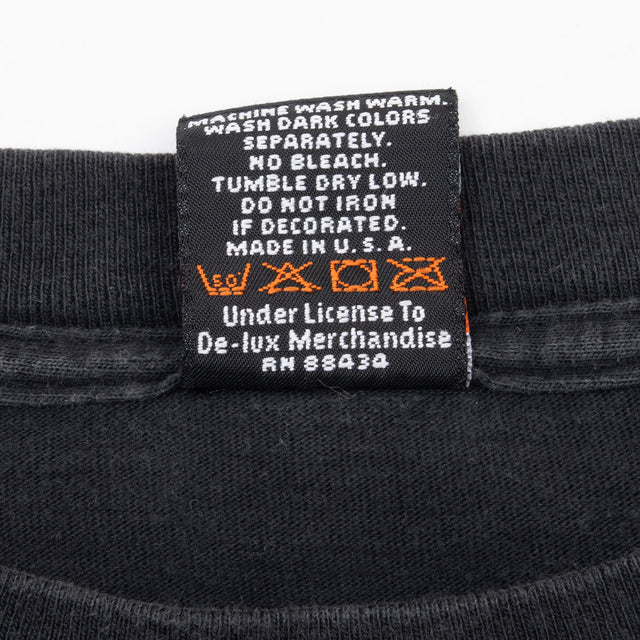 MACHINE WASH WARM.
WASH DARK COLORS
SEPARATELY.
NO BLEACH.
TUMBLE DRY LOW.
DO NOT IRON
IF DECORATED.
MADE IN U.S.A.
50
Under License To
De-lux Merchandise
RN 88434